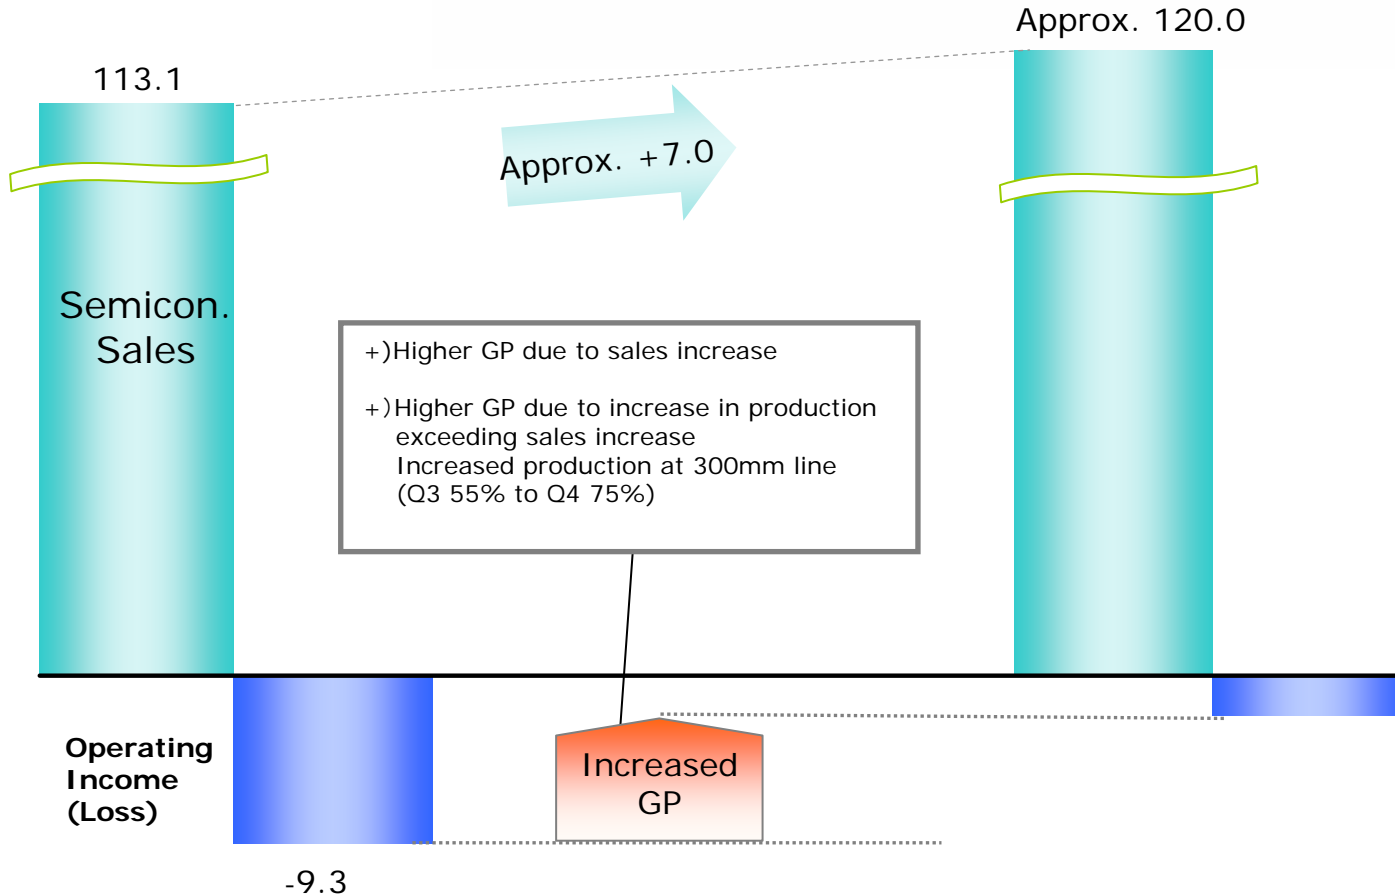 Approx. 120.0
113.1
Approx. +7.0
Semicon.
Sales
+)Higher GP due to sales increase
+)Higher GP due to increase in production
exceeding sales increase
Increased production at 300mm line
(Q3 55% to Q4 75%)
Operating
Income
(Loss)
Increased
GP
-9.3